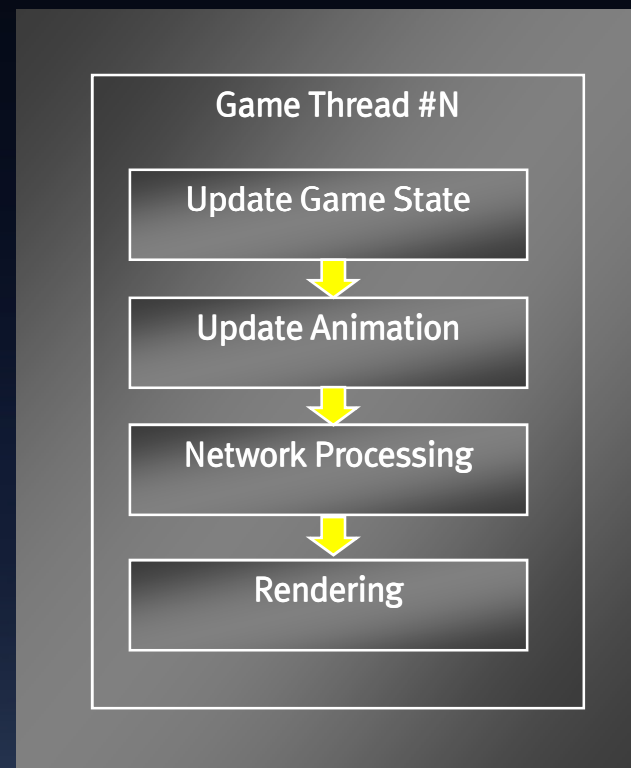 Game Thread #N
Update Game State
Update Animation
Network Processing
Rendering